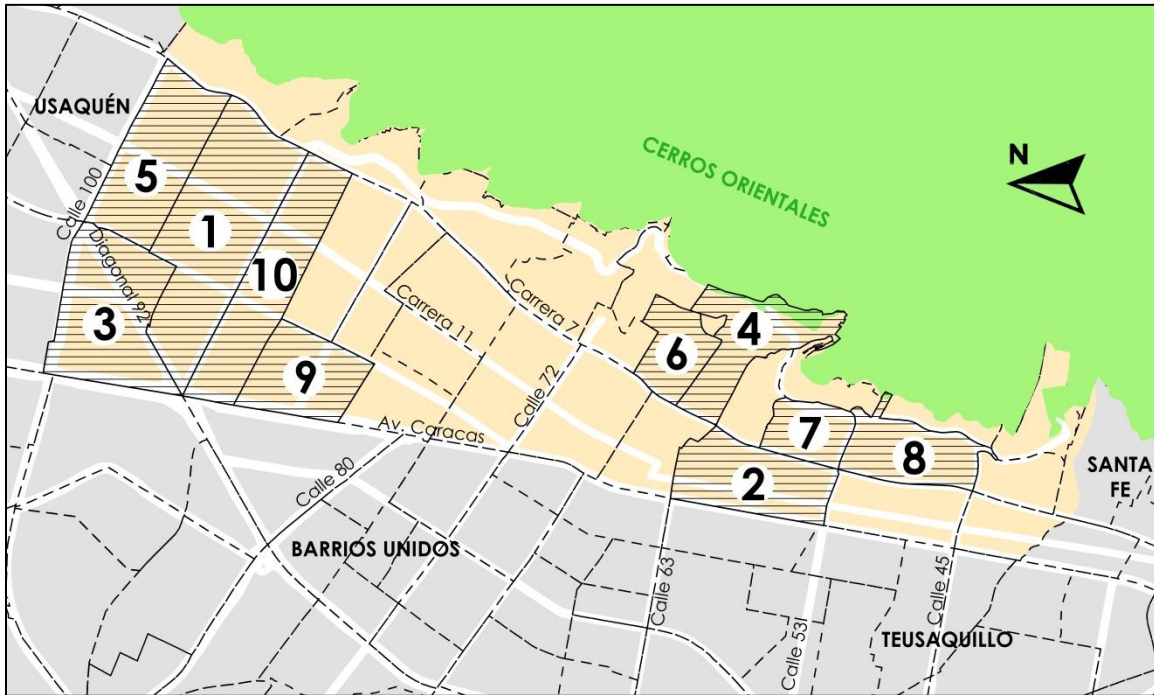 USAQUÉN
CERROS ORIENTALES
N
5
Calle 100
1
Diagonal 92
10
3
Carrera 11
Carrera 7
4
6
9
Calle 72
Av. Caracas
7
8
2
SANTA
FE
Calle 80
BARRIOS UNIDOS
Calle 63
Calle 53
Calle 45
TEUSAQUILLO